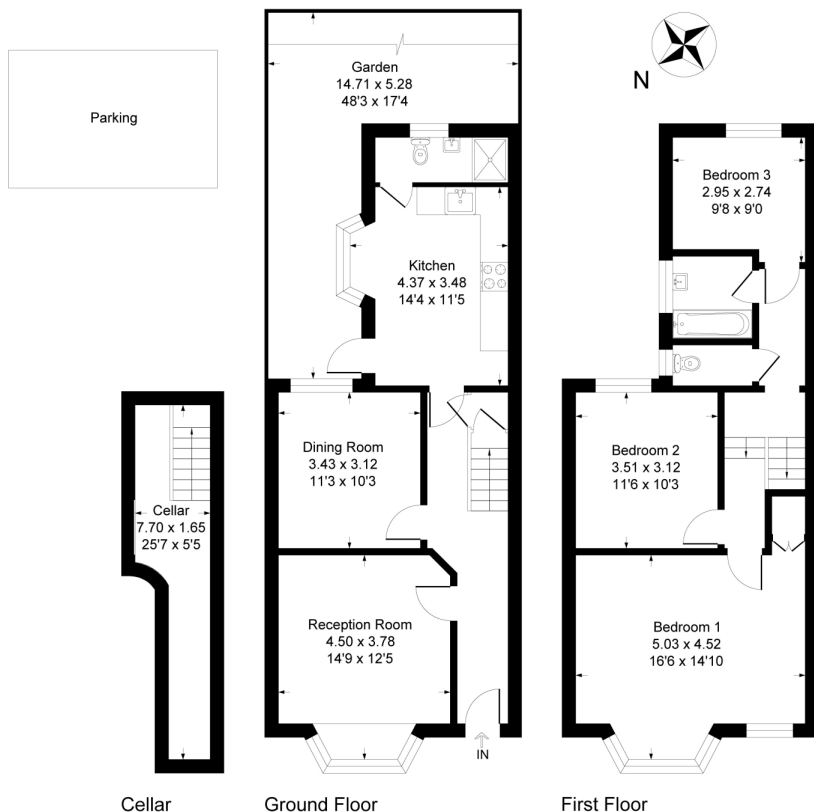 Parking
Garden
14.71 x 5.28
48'3 x 17'4
N
Kitchen
4.37 x 3.48
14'4 x 11'5
Bedroom 3
2.95 x 2.74
9'8 x 9'0
Cellar
7.70 x 1.65
25'7 x 5'5
Dining Room
3.43 x 3.12
11'3 x 10'3
Reception Room
4.50 x 3.78
14'9 x 12'5
IN
Bedroom 2
3.51 x 3.12
11'6 x 10'3
Bedroom 1
5.03 x 4.52
16'6 x 14'10
Cellar
Ground Floor
First Floor